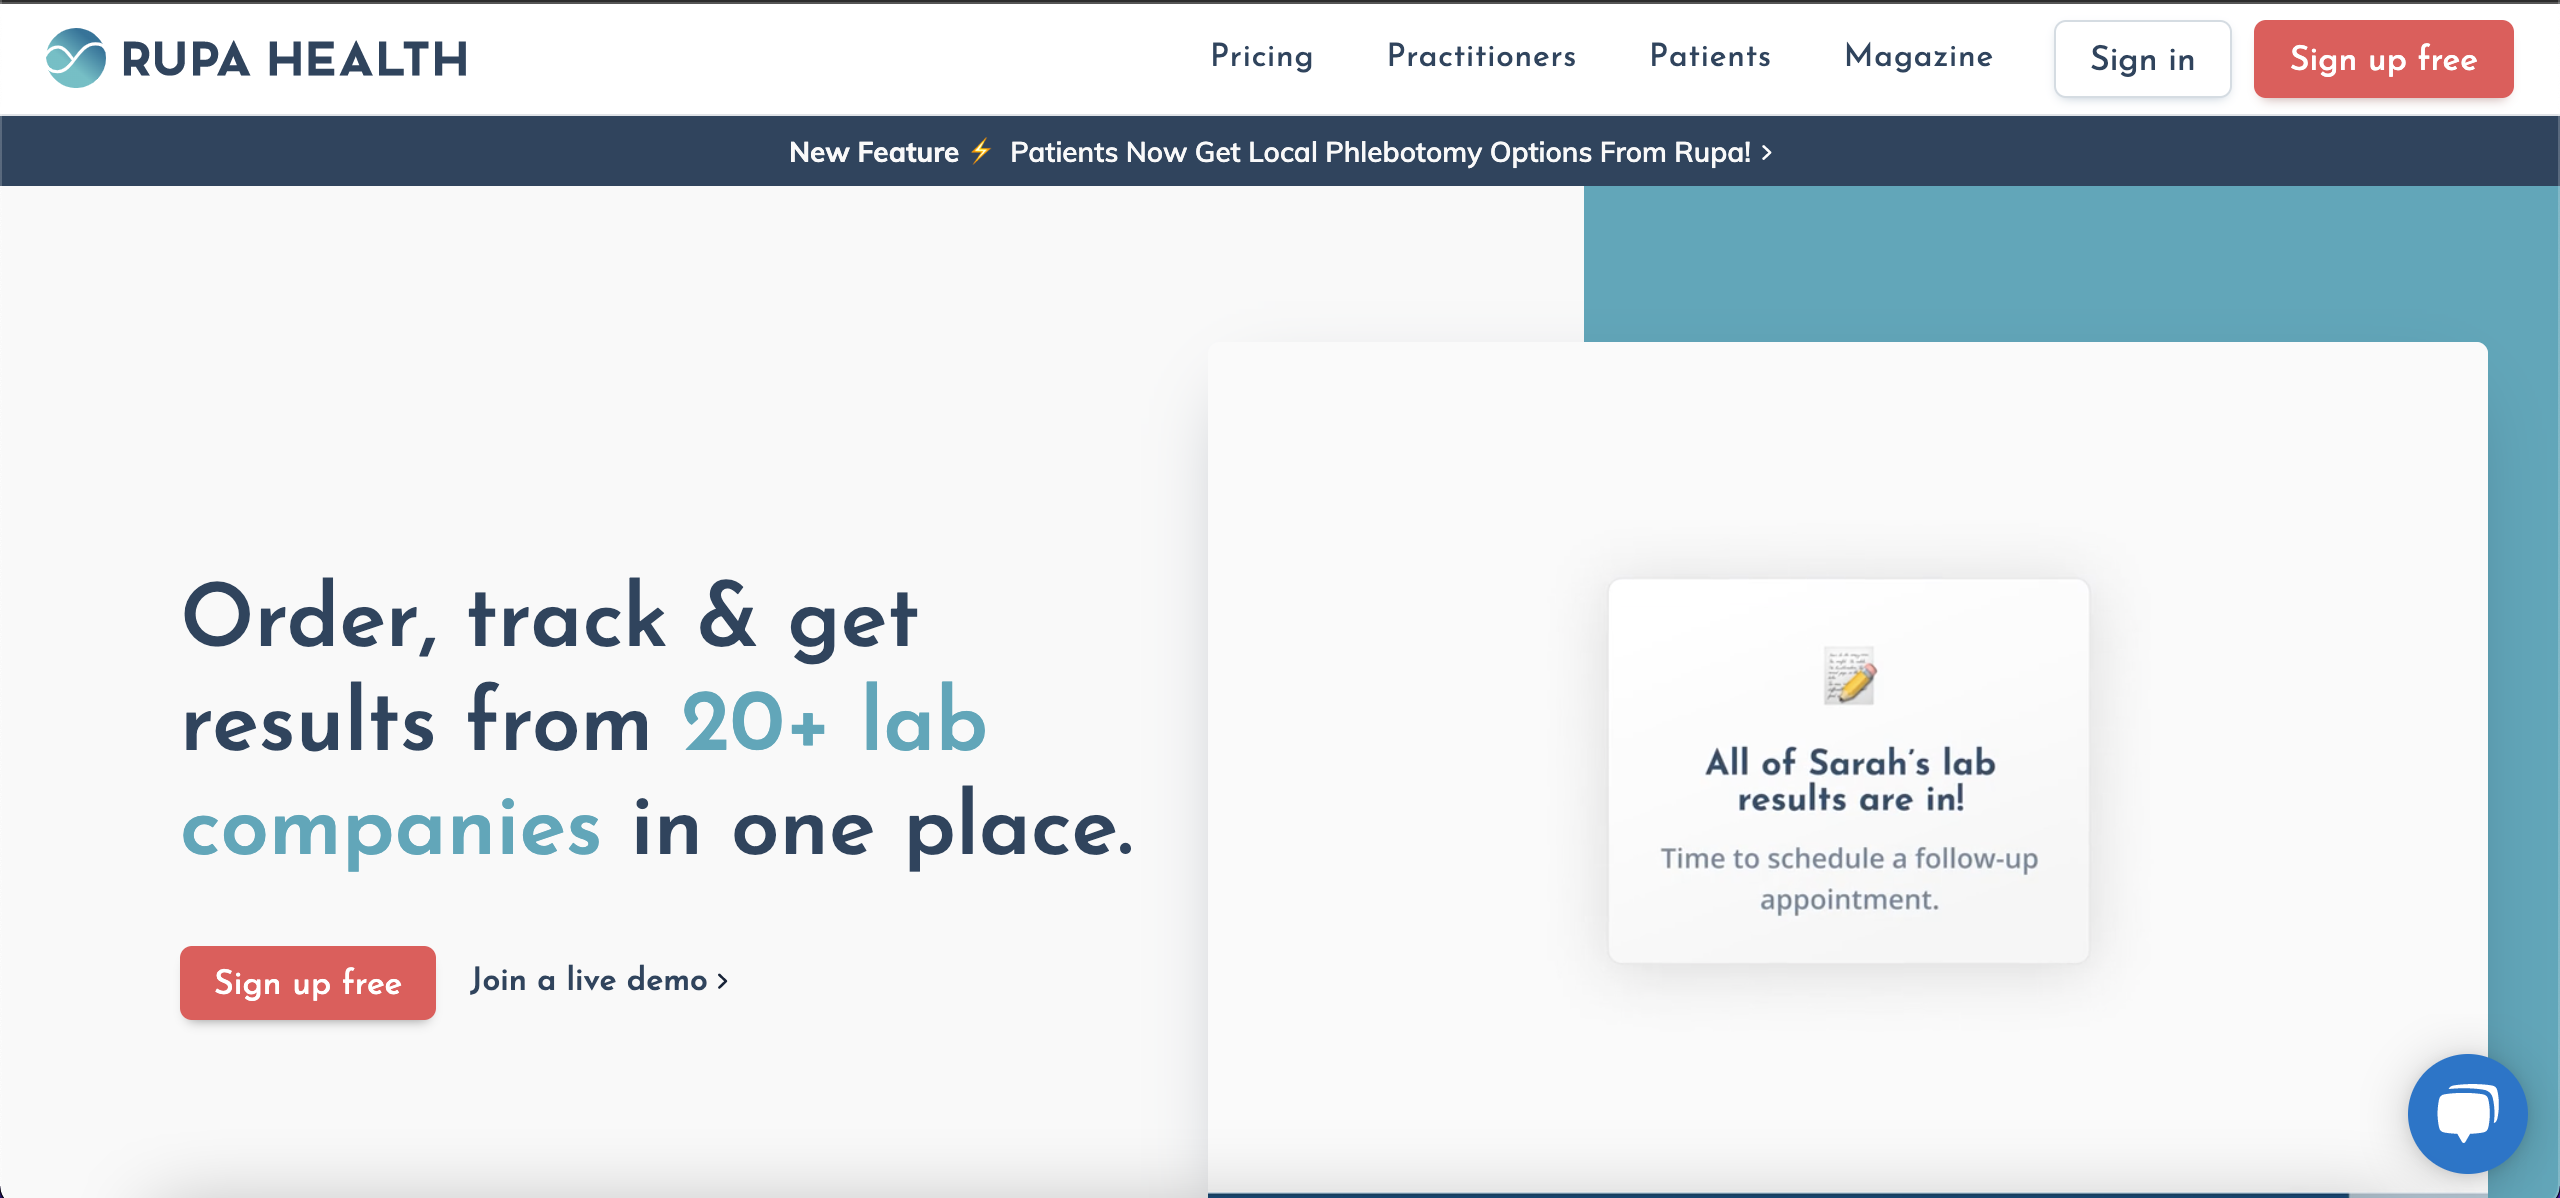 RUPA HEALTH
Pricing
Practitioners
Patients
Magazine
Sign in
Sign up free
New Feature ⚡ Patients Now Get Local Phlebotomy Options From Rupa! >
Order, track & get
results from 20+ lab
companies in one place.
Sign up free
Join a live demo >
All of Sarah's lab
results are in!
Time to schedule a follow-up
appointment.